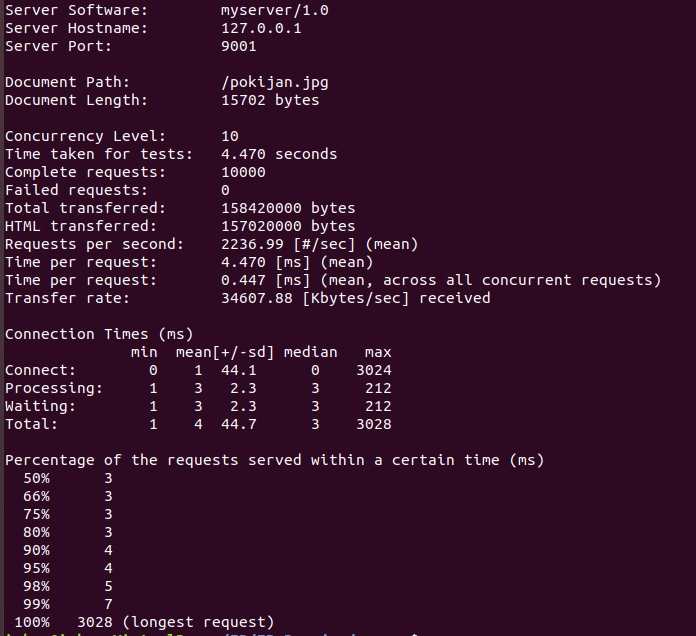 Server Software:        myserver/1.0
Server Hostname:        127.0.0.1
Server Port:            9001

Document Path:          /pokijan.jpg
Document Length:        15702 bytes

Concurrency Level:      10
Time taken for tests:   4.470 seconds
Complete requests:      10000
Failed requests:        0
Total transferred:      158420000 bytes
HTML transferred:       157020000 bytes
Requests per second:    2236.99 [#/sec] (mean)
Time per request:       4.470 [ms] (mean)
Time per request:       0.447 [ms] (mean, across all concurrent requests)
Transfer rate:          34607.88 [Kbytes/sec] received

Connection Times (ms)
              min  mean[+/-sd] median   max
Connect:        0    1  44.1      0    3024
Processing:     1    3   2.3      3     212
Waiting:        1    3   2.3      3     212
Total:          1    4  44.7      3    3028

Percentage of the requests served within a certain time (ms)
  50%      3
  66%      3
  75%      3
  80%      3
  90%      4
  95%      4
  98%      5
  99%      7
 100%   3028 (longest request)